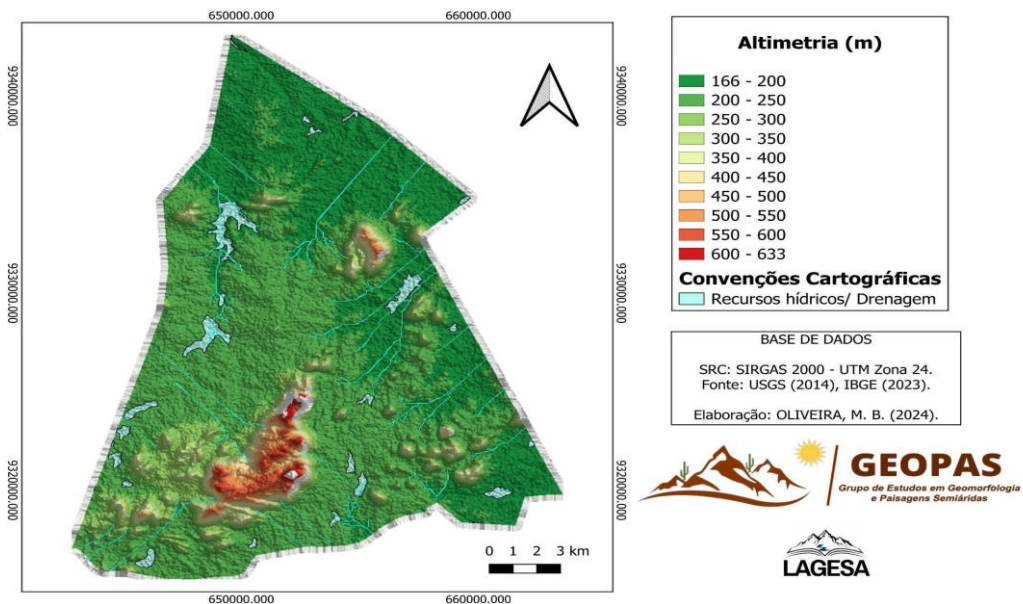 650000.000
660000.000
9340000.000
9340000.000
9330000.000
9330000.000
9320000.000
9320000.000
0 1 2 3 km
650000.000
660000.000
Altimetria (m)
166 - 200
200 - 250
250 - 300
300 - 350
350 - 400
400 - 450
450 - 500
500 - 550
550 - 600
600 - 633
Convenções Cartográficas
Recursos hídricos/ Drenagem
BASE DE DADOS
SRC: SIRGAS 2000 - UTM Zona 24.
Fonte: USGS (2014), IBGE (2023).
Elaboração: OLIVEIRA, M. B. (2024).
GEOPAS
Grupo de Estudos em Geomorfologia
e Paisagens Semiáridas
LAGESA